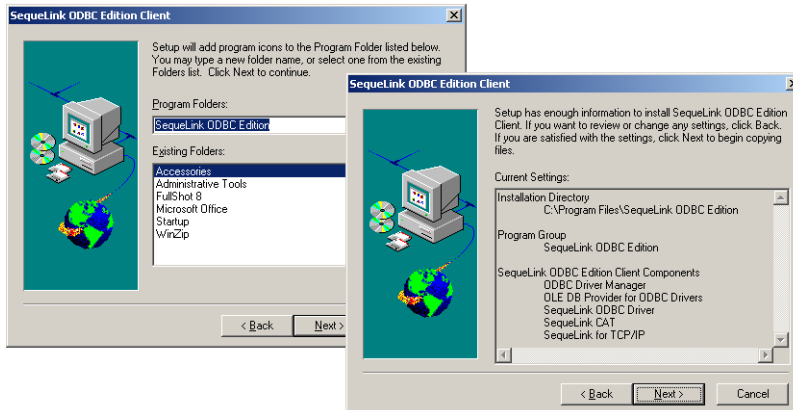 SequeLink ODBC Edition Client
Setup will add program icons to the Program Folder listed below.
You may type a new folder name, or select one from the existing
Folders list. Click Next to continue.
Program Folders:
SequeLink ODBC Edition
Existing Folders:
Accessories
Administrative Tools
FullShot 8
Microsoft Office
Startup
WinZip
< Back
Next >
SequeLink ODBC Edition Client
Setup has enough information to install SequeLink ODBC Edition
Client. If you want to review or change any settings, click Back.
If you are satisfied with the settings, click Next to begin copying
files.
Current Settings:
Installation Directory
C:\Program Files\SequeLink ODBC Edition
Program Group
SequeLink ODBC Edition
SequeLink ODBC Edition Client Components
ODBC Driver Manager
OLE DB Provider for ODBC Drivers
SequeLink ODBC Driver
SequeLink CAT
SequeLink for TCP/IP
< Back
Next >
Cancel